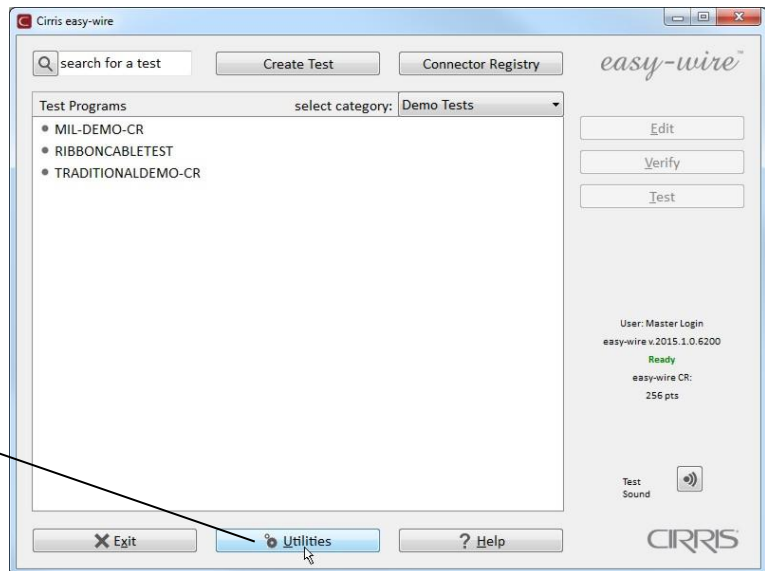 Cirris easy-wire
search for a test
Create Test
Connector Registry
easy-wire™
Test Programs
select category:
Demo Tests
MIL-DEMO-CR
RIBBONCABLETEST
TRADITIONALDEMO-CR
Edit
Verify
Test
User: Master Login
easy-wire v.2015.1.0.6200
Ready
easy-wire CR:
256 pts
Test
Sound
Exit
Utilities
? Help
CIRRIS